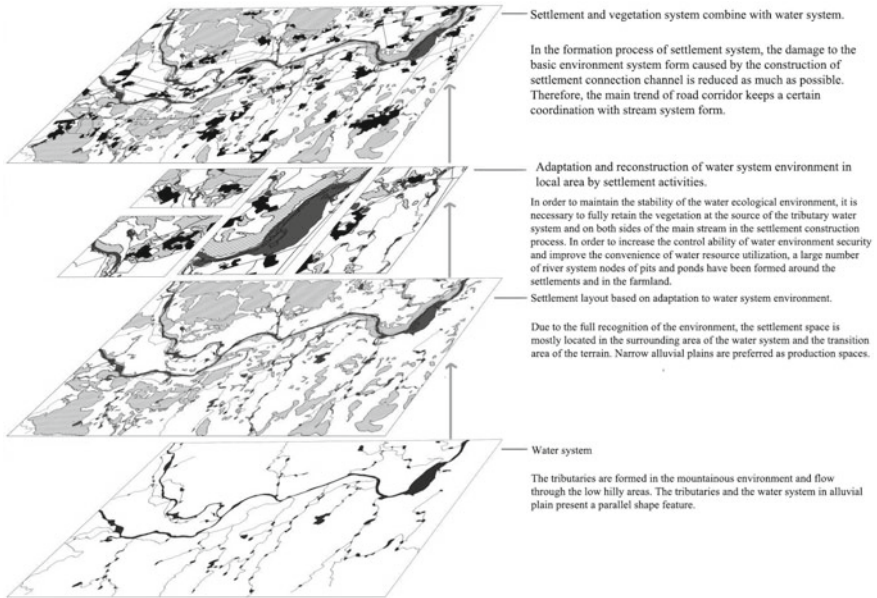 Settlement and vegetation system combine with water system.
In the formation process of settlement system, the damage to the
basic environment system form caused by the construction of
settlement connection channel is reduced as much as possible.
Therefore, the main trend of road corridor keeps a certain
coordination with stream system form.
Adaptation and reconstruction of water system environment in
local area by settlement activities.
In order to maintain the stability of the water ecological environment, it is
necessary to fully retain the vegetation at the source of the tributary water
system and on both sides of the main stream in the settlement construction
process. In order to increase the control ability of water environment security
and improve the convenience of water resource utilization, a large number
of river system nodes of pits and ponds have been formed around the
settlements and in the farmland.
Settlement layout based on adaptation to water system environment.
Due to the full recognition of the environment, the settlement space is
mostly located in the surrounding area of the water system and the transition
area of the terrain. Narrow alluvial plains are preferred as production spaces.
Water system
The tributaries are formed in the mountainous environment and flow
through the low hilly areas. The tributaries and the water system in alluvial
plain present a parallel shape feature.